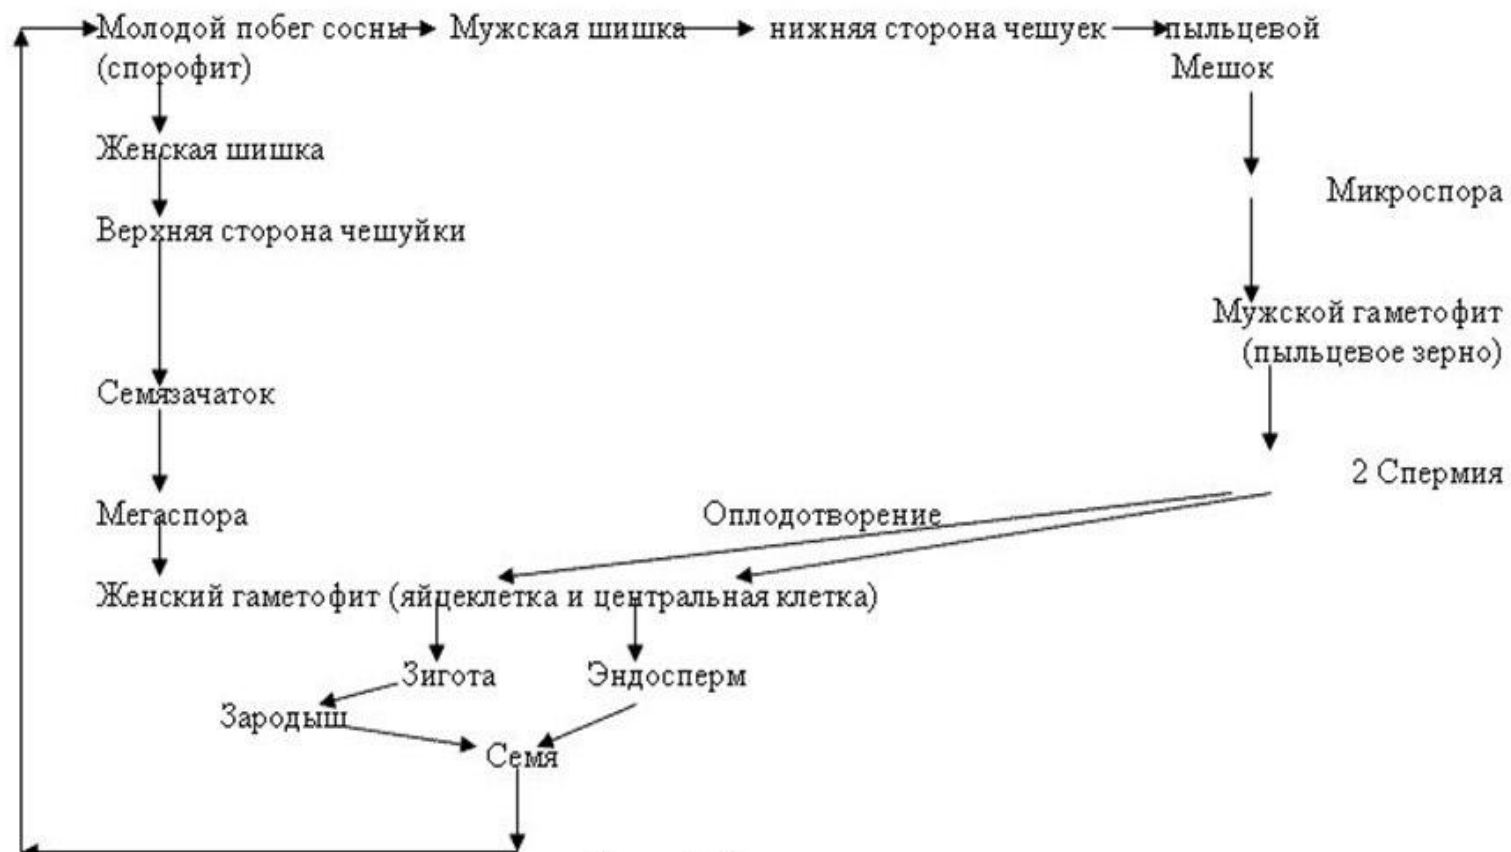 Молодой побег сосны Мужская шишка нижняя сторона чешуек пыльцевой
(спорофит) Мешок
Женская шишка
Микроспора
Верхняя сторона чешуйки
Мужской гаметофит
(пыльцевое зерно)
Семязачаток
2 Спермия
Мегаспора Оплодотворение
Женский гаметофит (яйцеклетка и центральная клетка)
Зигота Эндосперм
Зародыш
Семя